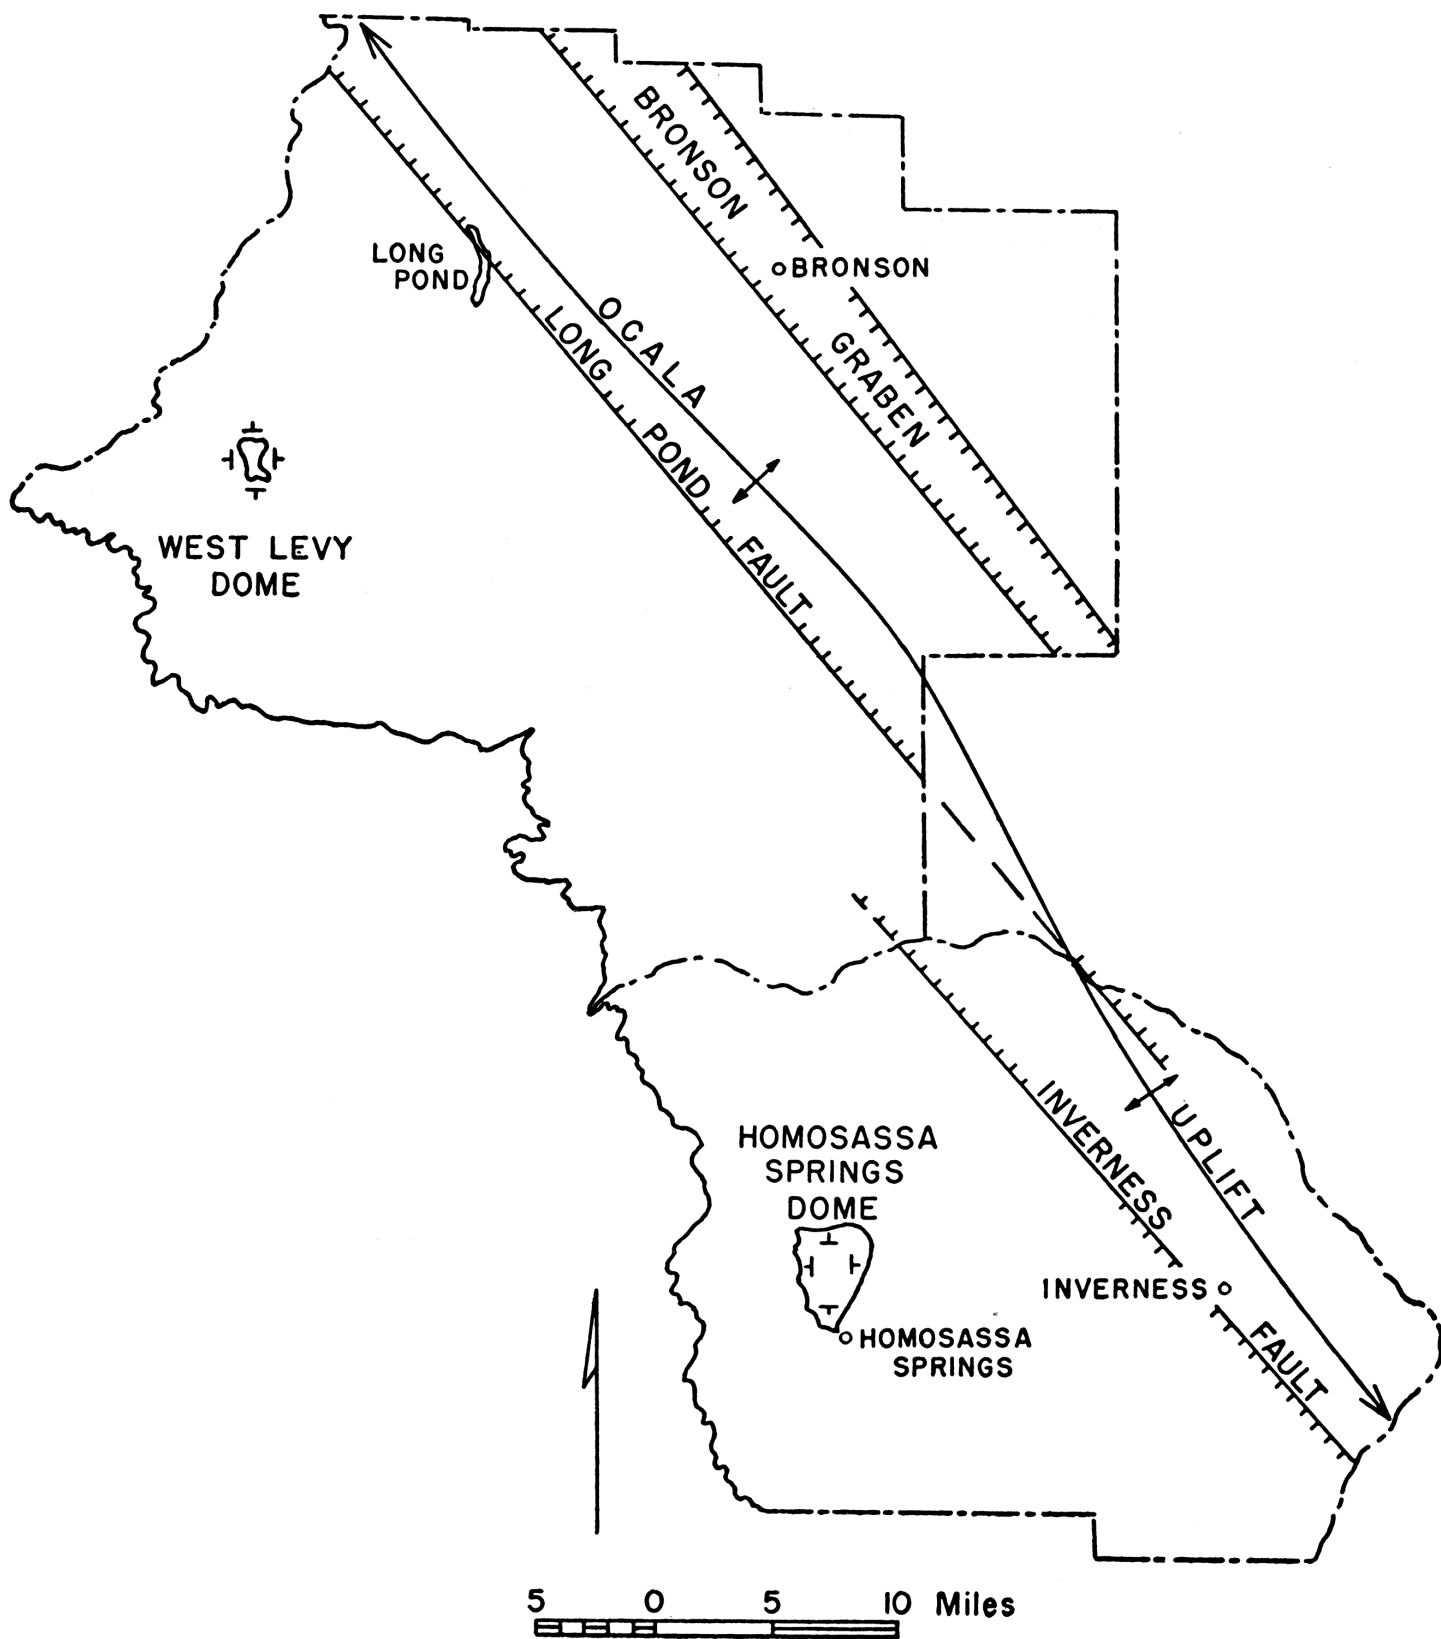 BRONSON
GRABEN
BRONSON
LONG
POND
OCALA
UPLIFT
LONG POND FAULT
WEST LEVY
DOME
HOMOSASSA
SPRINGS
DOME
INVERNESS
FAULT
INVERNESS
HOMOSASSA
SPRINGS
5 0 5 10 Miles